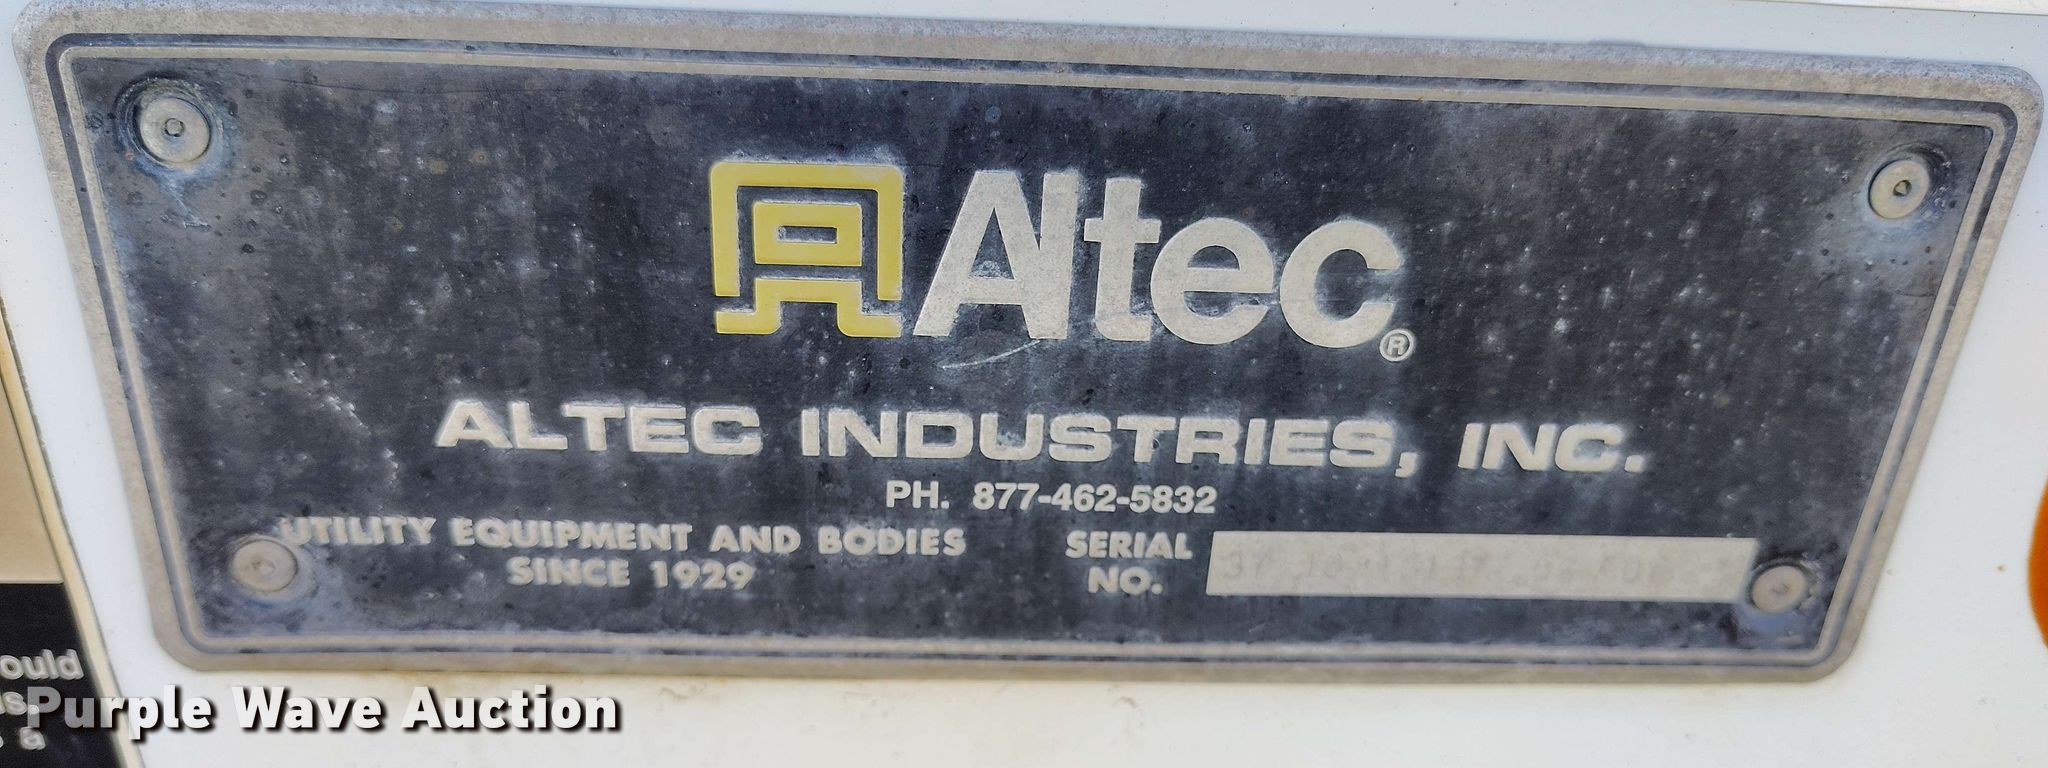 Altec®
ALTEC INDUSTRIES, INC.
PH. 877-462-5832
UTILITY EQUIPMENT AND BODIES
SINCE 1929
SERIAL
NO.
ould
a
Purple Wave Auction